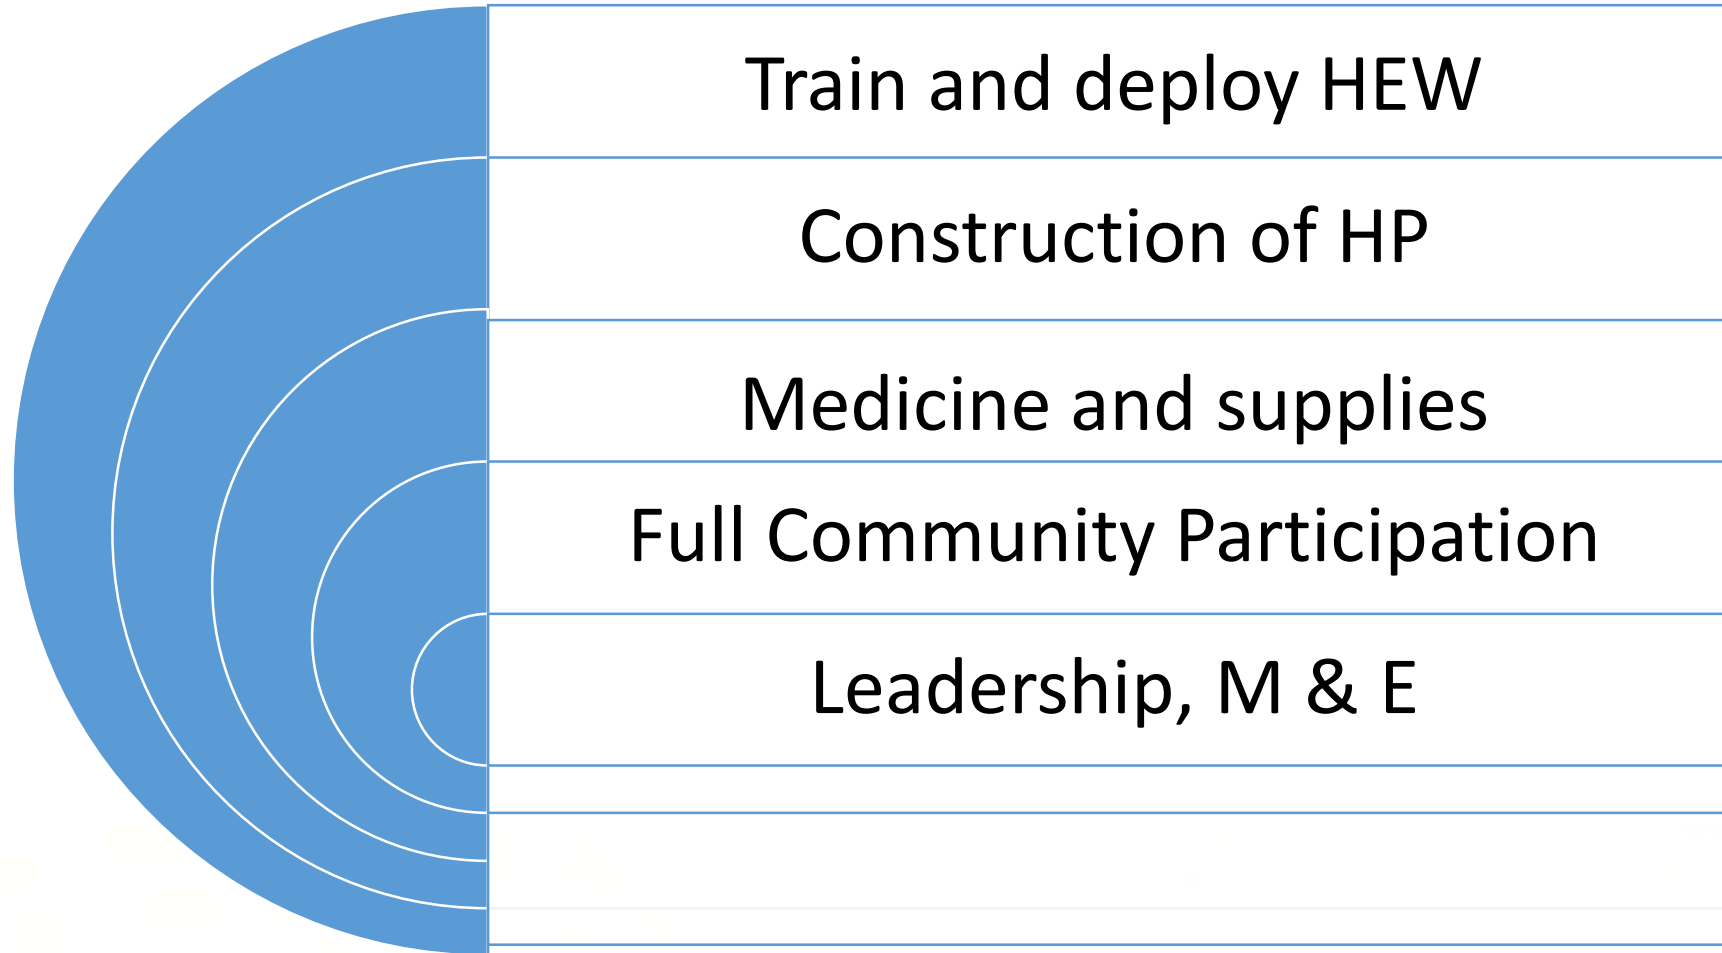 Train and deploy HEW
Construction of HP
Medicine and supplies
Full Community Participation
Leadership, M & E